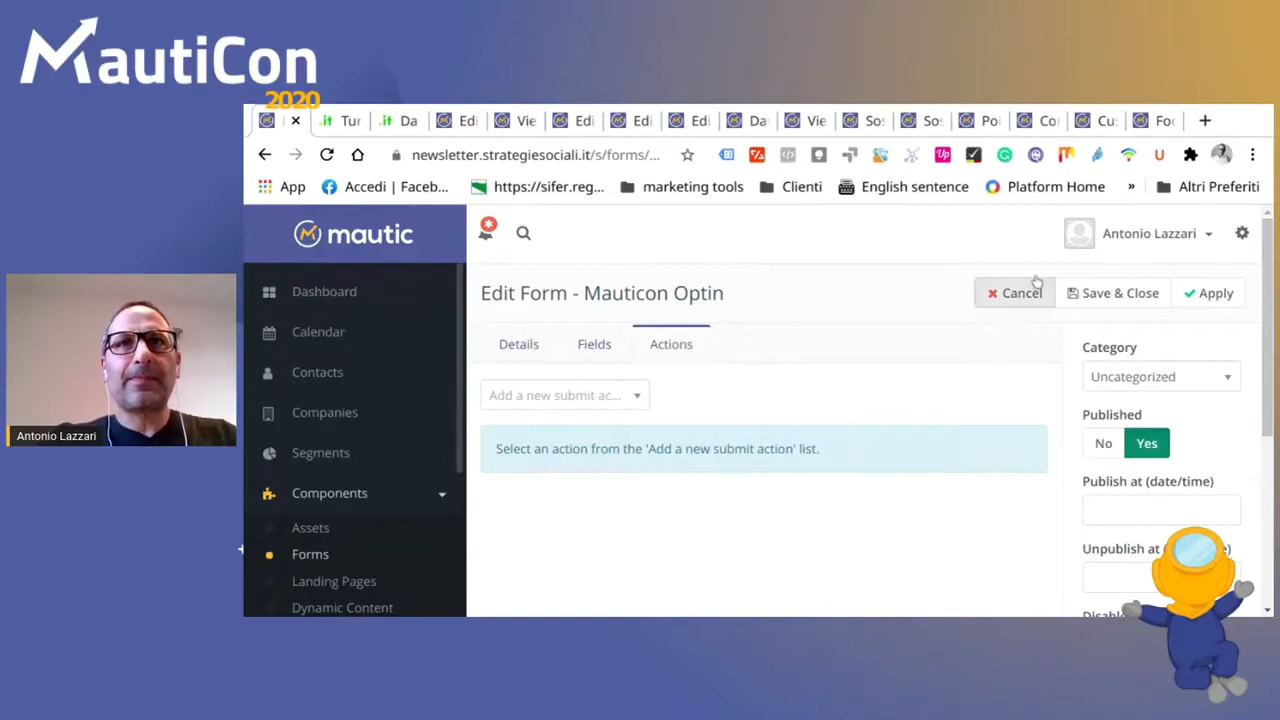 MautiCon
2020
Tur
Da
Edi
Vie
Edi
Edi
Edi
Da
Vie
Sos
Sos
Poi
Co
Cu
Foc
newsletter.strategiesociali.it/s/forms/...
App
Accedi | Faceb...
https://sifer.reg...
marketing tools
Clienti
English sentence
Platform Home
»
Altri Preferiti
mautic
Antonio Lazzari
Dashboard
Calendar
Contacts
Companies
Segments
Components
Assets
Forms
Landing Pages
Dynamic Content
Edit Form - Mauticon Optin
Cancel
Save & Close
Apply
Details
Fields
Actions
Add a new submit ac...
Select an action from the 'Add a new submit action' list.
Category
Uncategorized
Published
No
Yes
Publish at (date/time)
Unpublish at
Antonio Lazzari